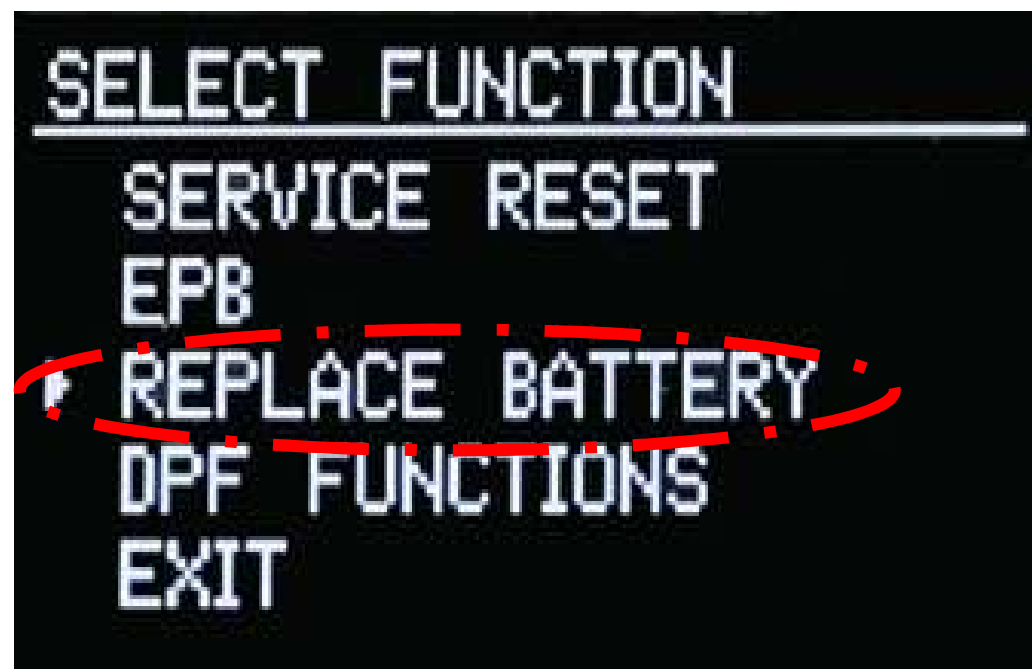 SELECT FUNCTION
SERVICE RESET
EPB
REPLACE BATTERY
DPF FUNCTIONS
EXIT